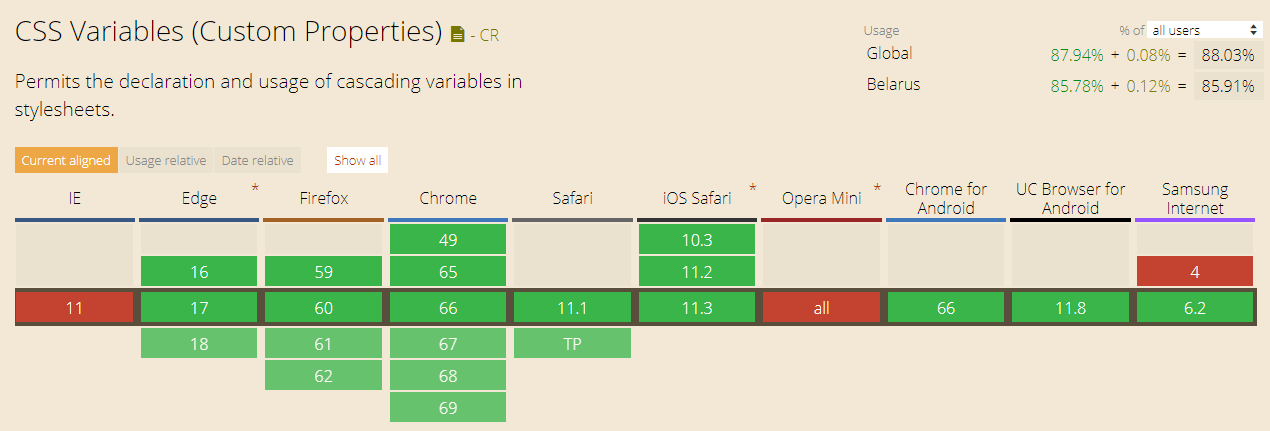 CSS Variables (Custom Properties) - CR
Usage % of all users
Global 87.94% + 0.08% = 88.03%
Belarus 85.78% + 0.12% = 85.91%
Permits the declaration and usage of cascading variables in
stylesheets.
Current aligned Usage relative Date relative Show all
IE Edge * Firefox Chrome Safari iOS Safari * Opera Mini * Chrome for Android UC Browser for Android Samsung Internet
49 10.3
16 59 65 11.2 4
11 17 60 66 11.1 11.3 all 66 11.8 6.2
18 61 67 TP
62 68
69